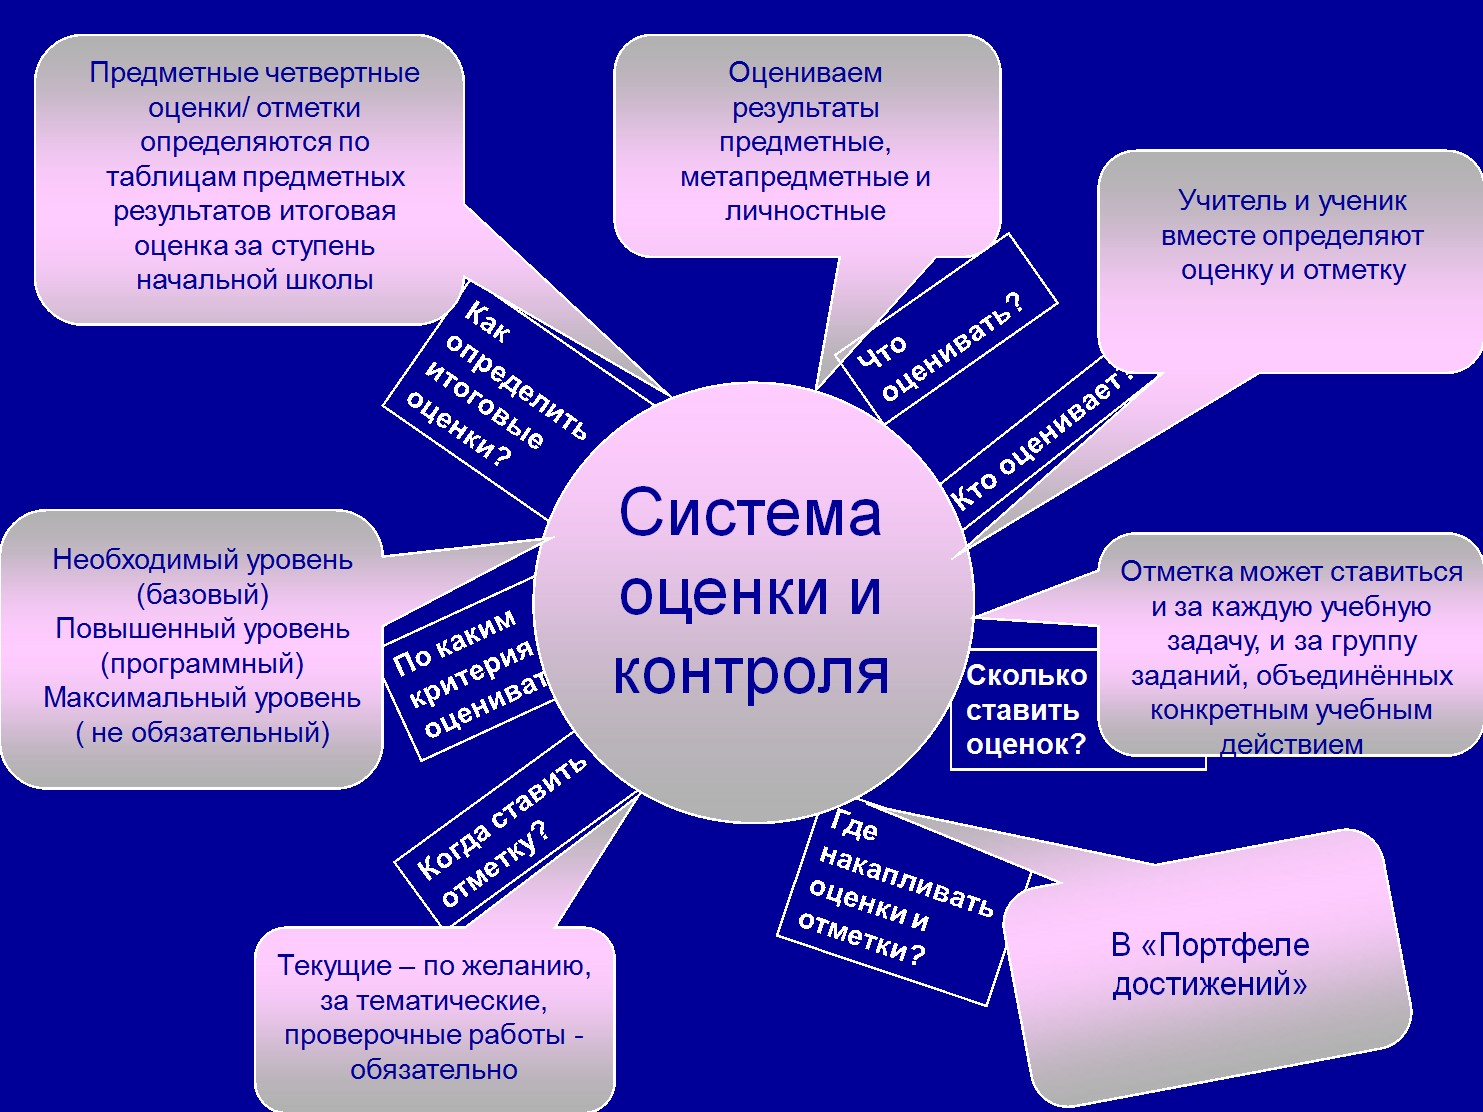 Предметные четвертные
оценки/ отметки
определяются по
таблицам предметных
результатов итоговая
оценка за ступень
начальной школы
Оцениваем
результаты
предметные,
метапредметные и
личностные
Учитель и ученик
вместе определяют
оценку и отметку
Как
определить
итоговые
оценки?
Что
оценивать?
Кто оценивает?
Система
оценки и
контроля
Необходимый уровень
(базовый)
Повышенный уровень
(программный)
Максимальный уровень
( не обязательный)
По каким
критерия
оцениват
Отметка может ставиться
и за каждую учебную
задачу, и за группу
заданий, объединённых
конкретным учебным
действием
Сколько
ставить
оценок?
Когда ставить
отметку?
Где
накапливать
оценки и
отметки?
Текущие – по желанию,
за тематические,
проверочные работы -
обязательно
В «Портфеле
достижений»